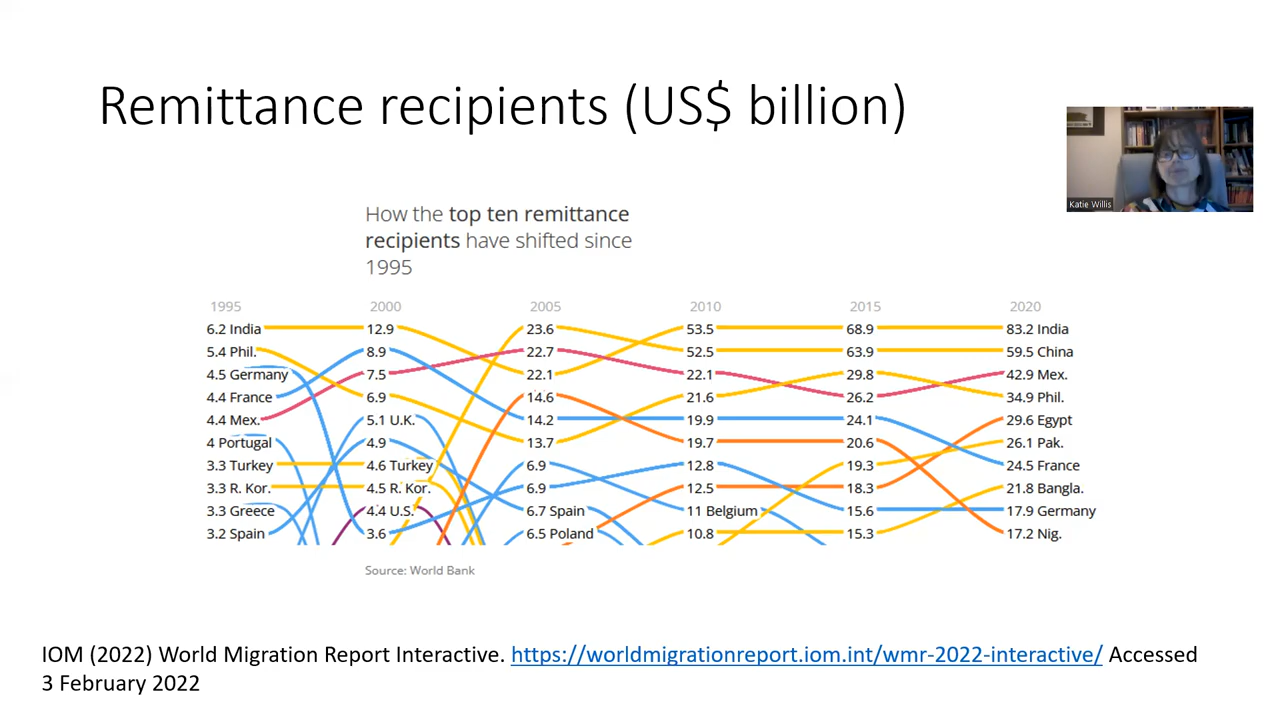 Remittance recipients (US$ billion)
Katie Willis
How the top ten remittance
recipients have shifted since
1995
1995 2000 2005 2010 2015 2020
6.2 India 12.9 23.6 53.5 68.9 83.2 India
5.4 Phil. 8.9 22.7 52.5 63.9 59.5 China
4.5 Germany 7.5 22.1 22.1 29.8 42.9 Mex.
4.4 France 6.9 14.6 21.6 26.2 34.9 Phil.
4.4 Mex. 5.1 U.K. 14.2 19.9 24.1 29.6 Egypt
4 Portugal 4.9 13.7 19.7 20.6 26.1 Pak.
3.3 Turkey 4.6 Turkey 6.9 12.8 19.3 24.5 France
3.3 R. Kor. 4.5 R. Kor. 6.9 12.5 18.3 21.8 Bangla.
3.3 Greece 4.4 U.S. 6.7 Spain 11 Belgium 15.6 17.9 Germany
3.2 Spain 3.6 6.5 Poland 10.8 15.3 17.2 Nig.
Source: World Bank
IOM (2022) World Migration Report Interactive. https://worldmigrationreport.iom.int/wmr-2022-interactive/ Accessed
3 February 2022